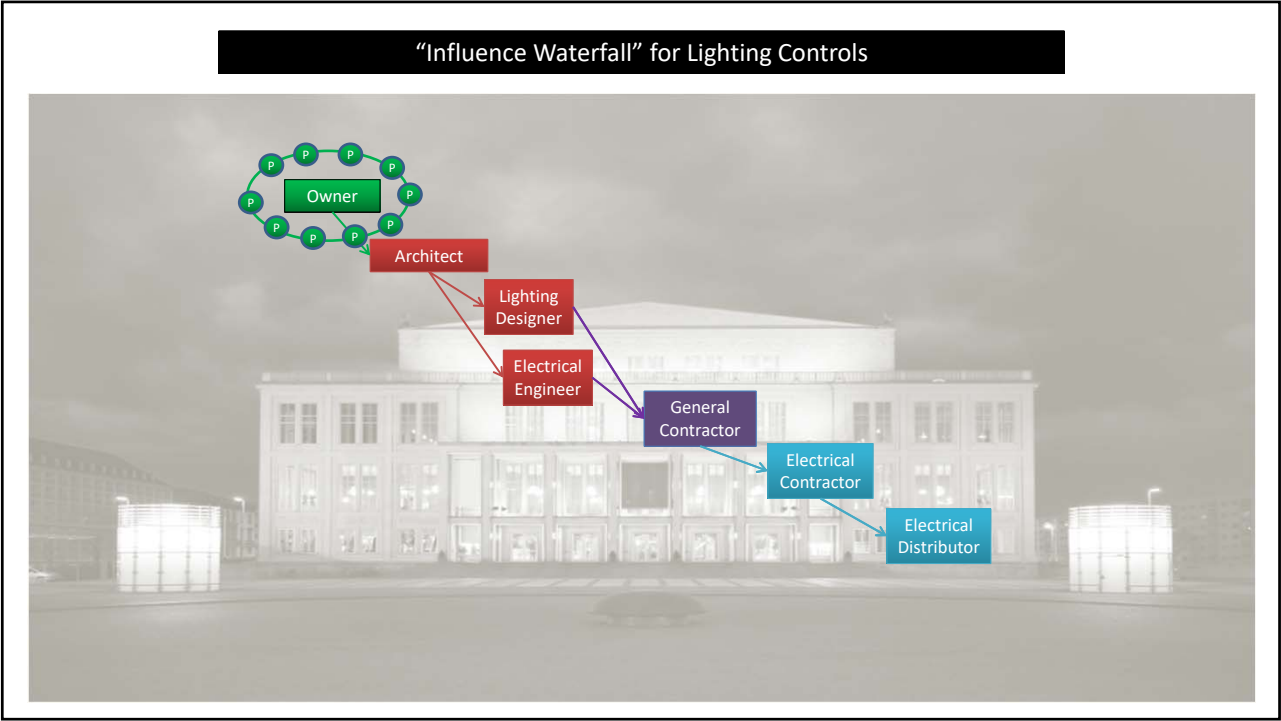 “Influence Waterfall” for Lighting Controls
P
P
P
P
P
P
P
P
P
P
Owner
Architect
Lighting
Designer
Electrical
Engineer
General
Contractor
Electrical
Contractor
Electrical
Distributor